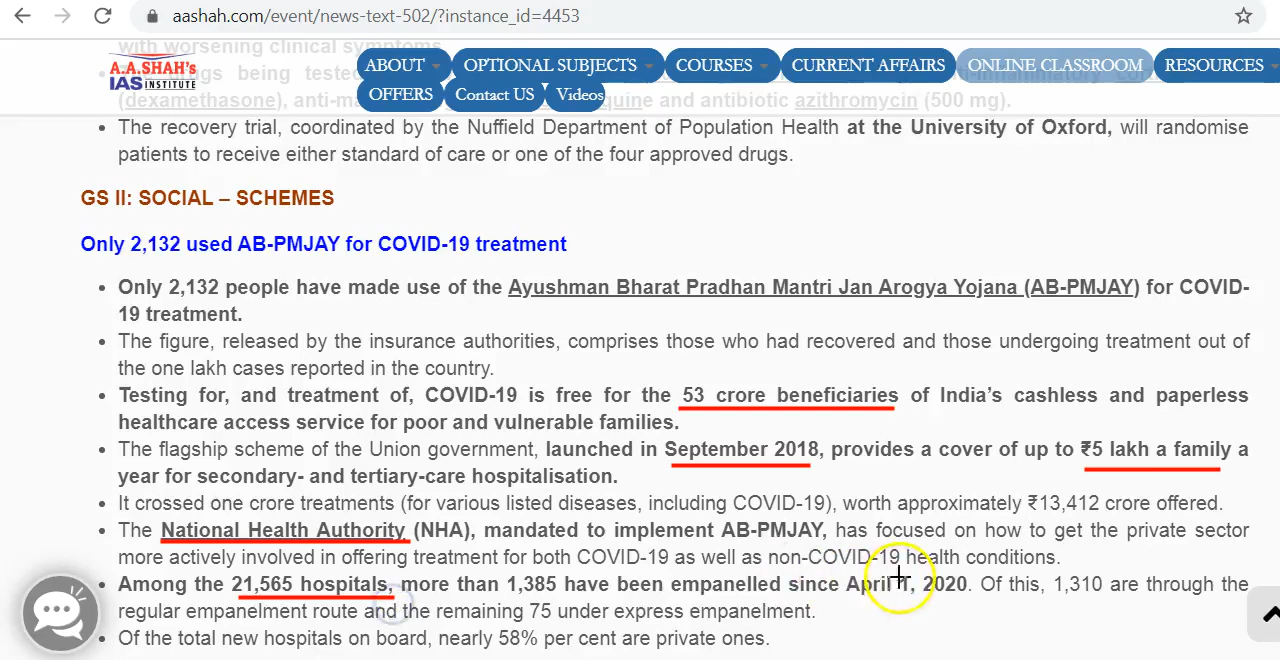 aashah.com/event/news-text-502/?instance_id=4453
with worsening clinical symptoms
A.A.SHAH's
IAS INSTITUTE
ABOUT OPTIONAL SUBJECTS COURSES CURRENT AFFAIRS ONLINE CLASSROOM RESOURCES
OFFERS Contact US Videos
drugs being tested
(dexamethasone), and antibiotic azithromycin (500 mg).
• The recovery trial, coordinated by the Nuffield Department of Population Health at the University of Oxford, will randomise
patients to receive either standard of care or one of the four approved drugs.
GS II: SOCIAL – SCHEMES
Only 2,132 used AB-PMJAY for COVID-19 treatment
• Only 2,132 people have made use of the Ayushman Bharat Pradhan Mantri Jan Arogya Yojana (AB-PMJAY) for COVID-
19 treatment.
• The figure, released by the insurance authorities, comprises those who had recovered and those undergoing treatment out of
the one lakh cases reported in the country.
• Testing for, and treatment of, COVID-19 is free for the 53 crore beneficiaries of India's cashless and paperless
healthcare access service for poor and vulnerable families.
• The flagship scheme of the Union government, launched in September 2018, provides a cover of up to ₹5 lakh a family a
year for secondary- and tertiary-care hospitalisation.
• It crossed one crore treatments (for various listed diseases, including COVID-19), worth approximately ₹13,412 crore offered.
• The National Health Authority (NHA), mandated to implement AB-PMJAY, has focused on how to get the private sector
more actively involved in offering treatment for both COVID-19 as well as non-COVID-19 health conditions.
• Among the 21,565 hospitals, more than 1,385 have been empanelled since April 1, 2020. Of this, 1,310 are through the
regular empanelment route and the remaining 75 under express empanelment.
• Of the total new hospitals on board, nearly 58% per cent are private ones.